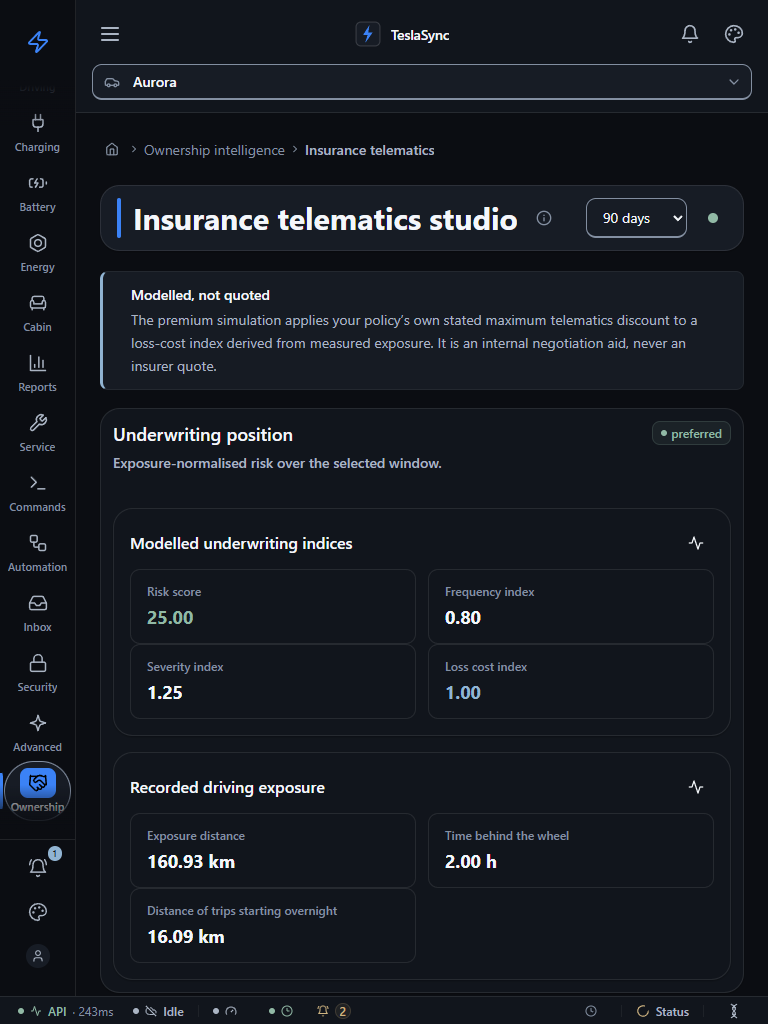 TeslaSync
Aurora
Charging
Battery
Energy
Cabin
Reports
Service
Commands
Automation
Inbox
Security
Advanced
Ownership
1
Ownership intelligence
Insurance telematics
Insurance telematics studio
90 days
Modelled, not quoted
The premium simulation applies your policy’s own stated maximum telematics discount to a
loss-cost index derived from measured exposure. It is an internal negotiation aid, never an
insurer quote.
Underwriting position
preferred
Exposure-normalised risk over the selected window.
Modelled underwriting indices
Risk score
25.00
Frequency index
0.80
Severity index
1.25
Loss cost index
1.00
Recorded driving exposure
Exposure distance
160.93 km
Time behind the wheel
2.00 h
Distance of trips starting overnight
16.09 km
API · 243ms
Idle
2
Status